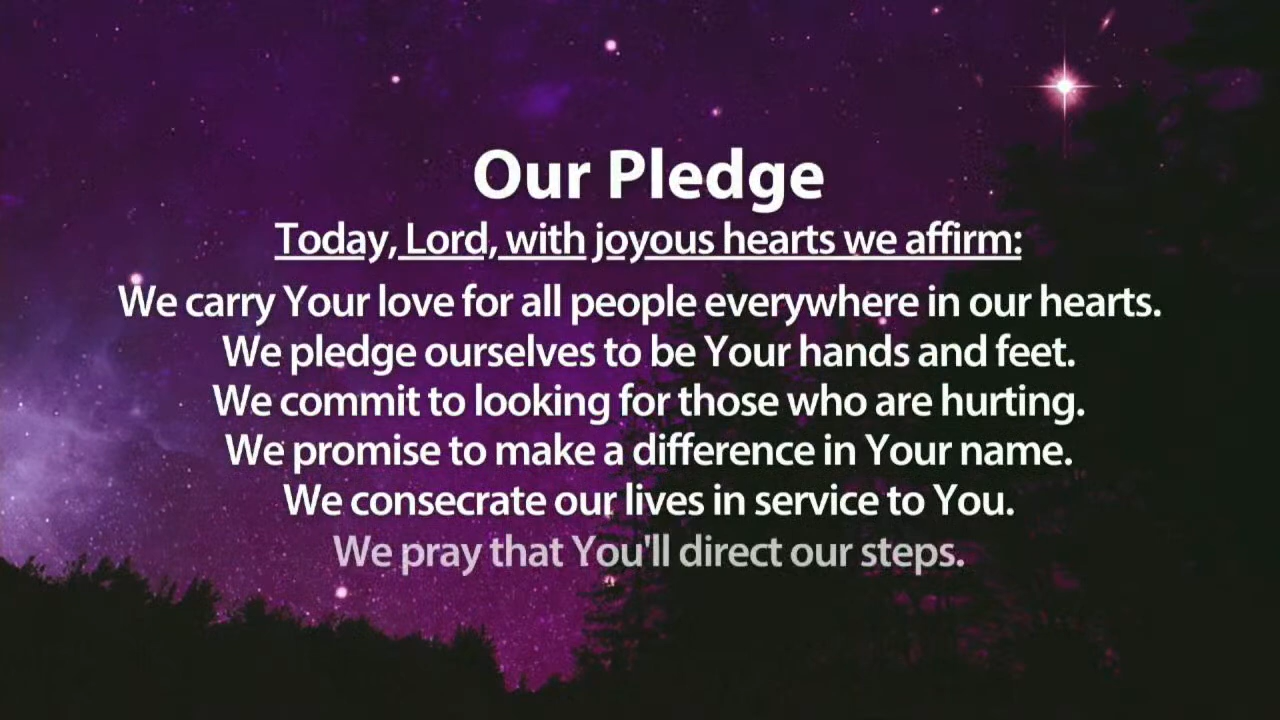 Our Pledge
Today, Lord, with joyous hearts we affirm:
We carry Your love for all people everywhere in our hearts.
We pledge ourselves to be Your hands and feet.
We commit to looking for those who are hurting.
We promise to make a difference in Your name.
We consecrate our lives in service to You.
We pray that You'll direct our steps.